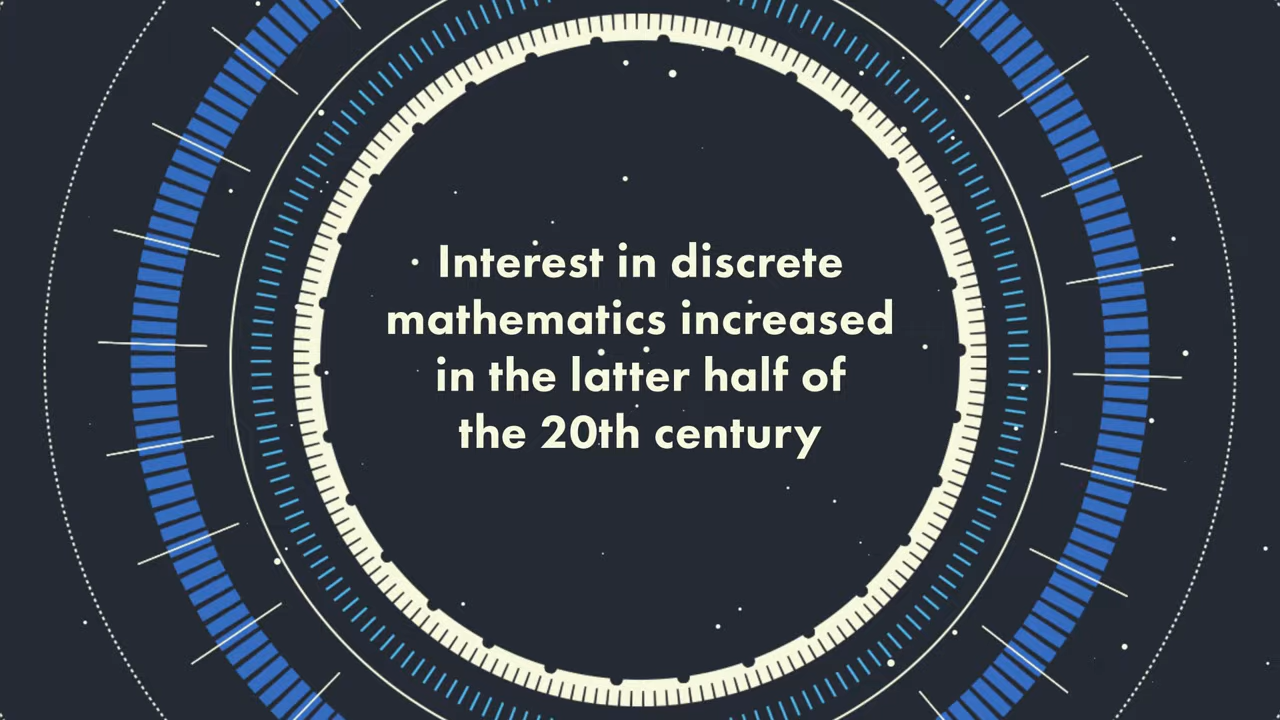 Interest in discrete
mathematics increased
in the latter half of
the 20th century